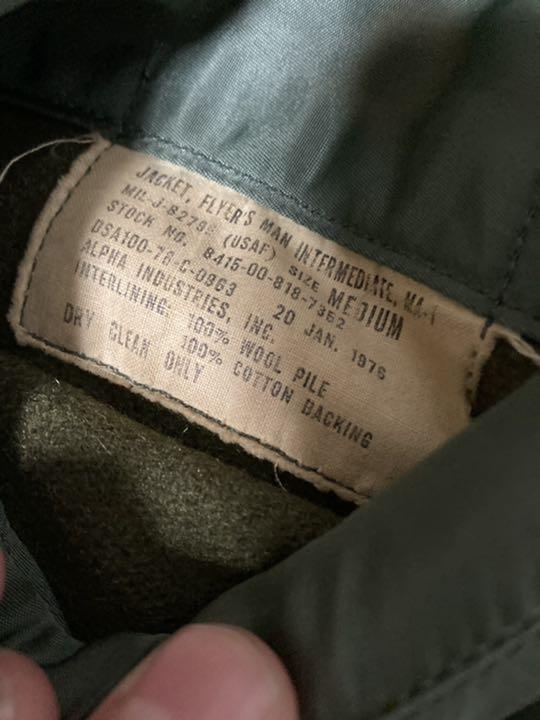 JACKET, FLYER'S MAN INTERMEDIATE, MA-1
MIL-J-8279E (USAF) SIZE MEDIUM
STOCK NO. 8415-00-818-7352
DSA100-76-C-0963 20 JAN. 1976
ALPHA INDUSTRIES, INC.
INTERLINING: 100% WOOL PILE
100% COTTON BACKING
DRY CLEAN ONLY